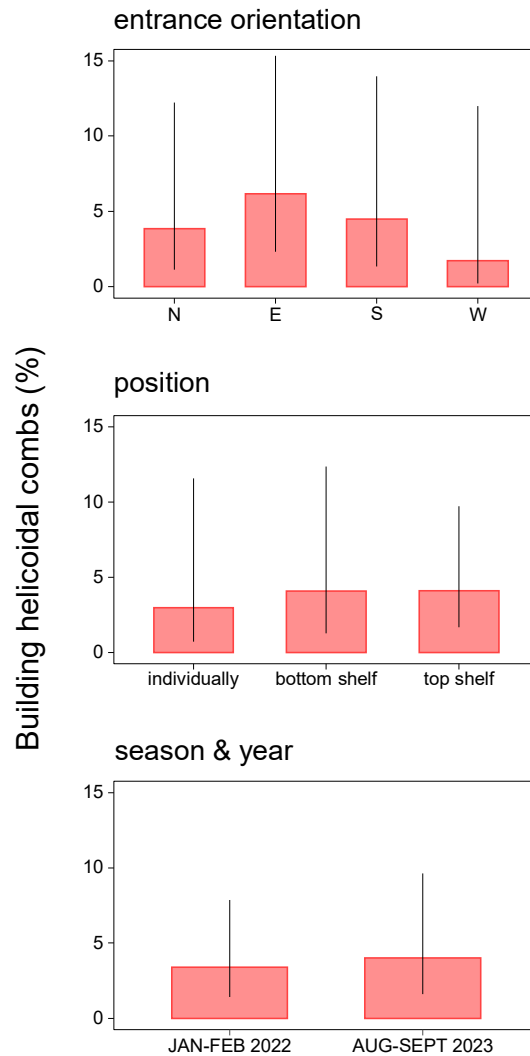 entrance orientation
15
10
5
0
N E S W
Building helicoidal combs (%)
position
15
10
5
0
individually bottom shelf top shelf
season & year
15
10
5
0
JAN-FEB 2022 AUG-SEPT 2023